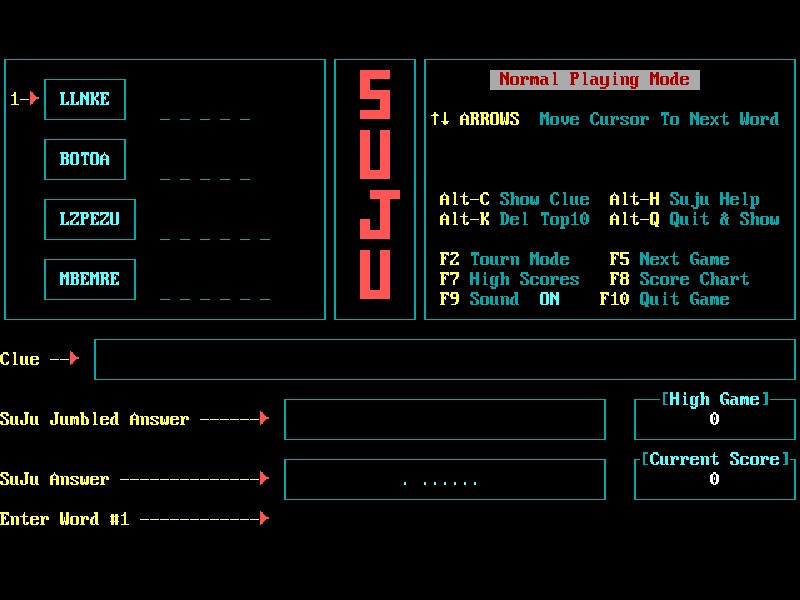 1→ LLNKE _ _ _ _ _
BOTOA _ _ _ _ _
LZPEZU _ _ _ _ _ _
MBEMRE _ _ _ _ _ _
SUJU
Normal Playing Mode
↑↓ ARROWS Move Cursor To Next Word
Alt-C Show Clue Alt-H Suju Help
Alt-K Del Top10 Alt-Q Quit & Show
F2 Tourn Mode F5 Next Game
F7 High Scores F8 Score Chart
F9 Sound ON F10 Quit Game
Clue -->
SuJu Jumbled Answer ------>
[High Game]
0
SuJu Answer -------------->
. ......
[Current Score]
0
Enter Word #1 ------------>